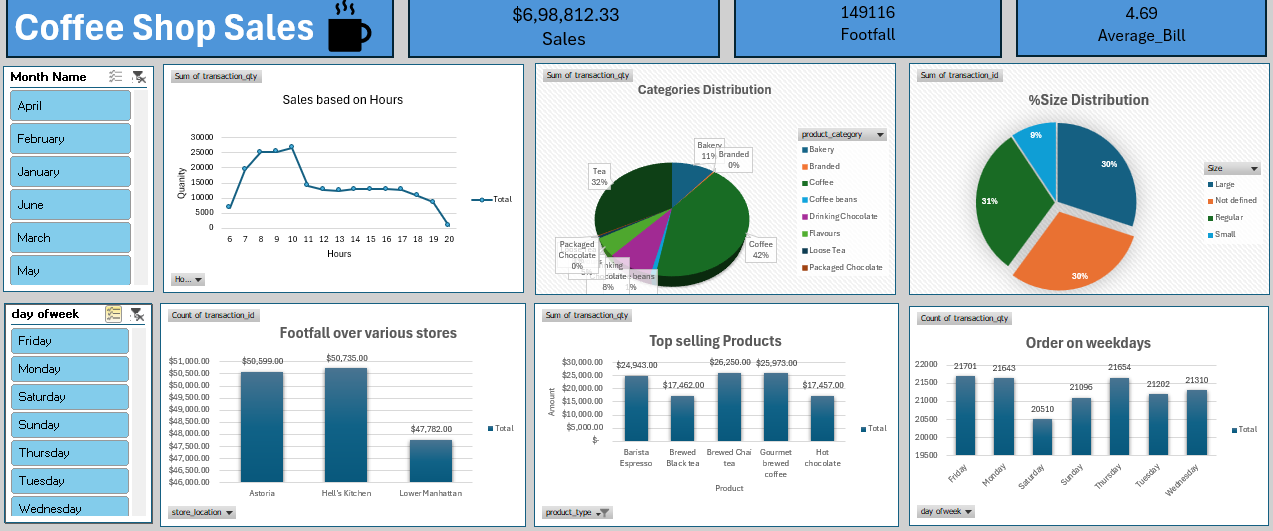 Coffee Shop Sales
$6,98,812.33
Sales
149116
Footfall
4.69
Average_Bill
Month Name
April
February
January
June
March
May
Sum of transaction_qty
Sales based on Hours
Quanity
30000
25000
20000
15000
10000
5000
0
6 7 8 9 10 11 12 13 14 15 16 17 18 19 20
Hours
Total
Ho...
Sum of transaction_qty
Categories Distribution
Bakery
11%
Branded
0%
Tea
32%
Coffee
42%
Packaged
Chocolate
0%
8%
product_category
Bakery
Branded
Coffee
Coffee beans
Drinking Chocolate
Flavours
Loose Tea
Packaged Chocolate
Sum of transaction_id
%Size Distribution
9%
30%
31%
30%
Size
Large
Not defined
Regular
Small
day ofweek
Friday
Monday
Saturday
Sunday
Thursday
Tuesday
Wednesday
Count of transaction_id
Footfall over various stores
$51,000.00
$50,500.00
$50,000.00
$49,500.00
$49,000.00
$48,500.00
$48,000.00
$47,500.00
$47,000.00
$46,500.00
$46,000.00
$50,599.00
$50,735.00
$47,782.00
Astoria
Hell's Kitchen
Lower Manhattan
Total
store_location
Sum of transaction_qty
Top selling Products
Amount
$30,000.00
$25,000.00
$20,000.00
$15,000.00
$10,000.00
$5,000.00
$-
$24,943.00
$17,462.00
$26,250.00
$25,973.00
$17,457.00
Barista
Espresso
Brewed
Black tea
Brewed Chai
tea
Gourmet
brewed
coffee
Hot
chocolate
Product
Total
product_type
Count of transaction_qty
Order on weekdays
22000
21500
21000
20500
20000
19500
21701
21643
20510
21096
21654
21202
21310
Friday
Monday
Saturday
Sunday
Thursday
Tuesday
Wednesday
Total
day ofweek